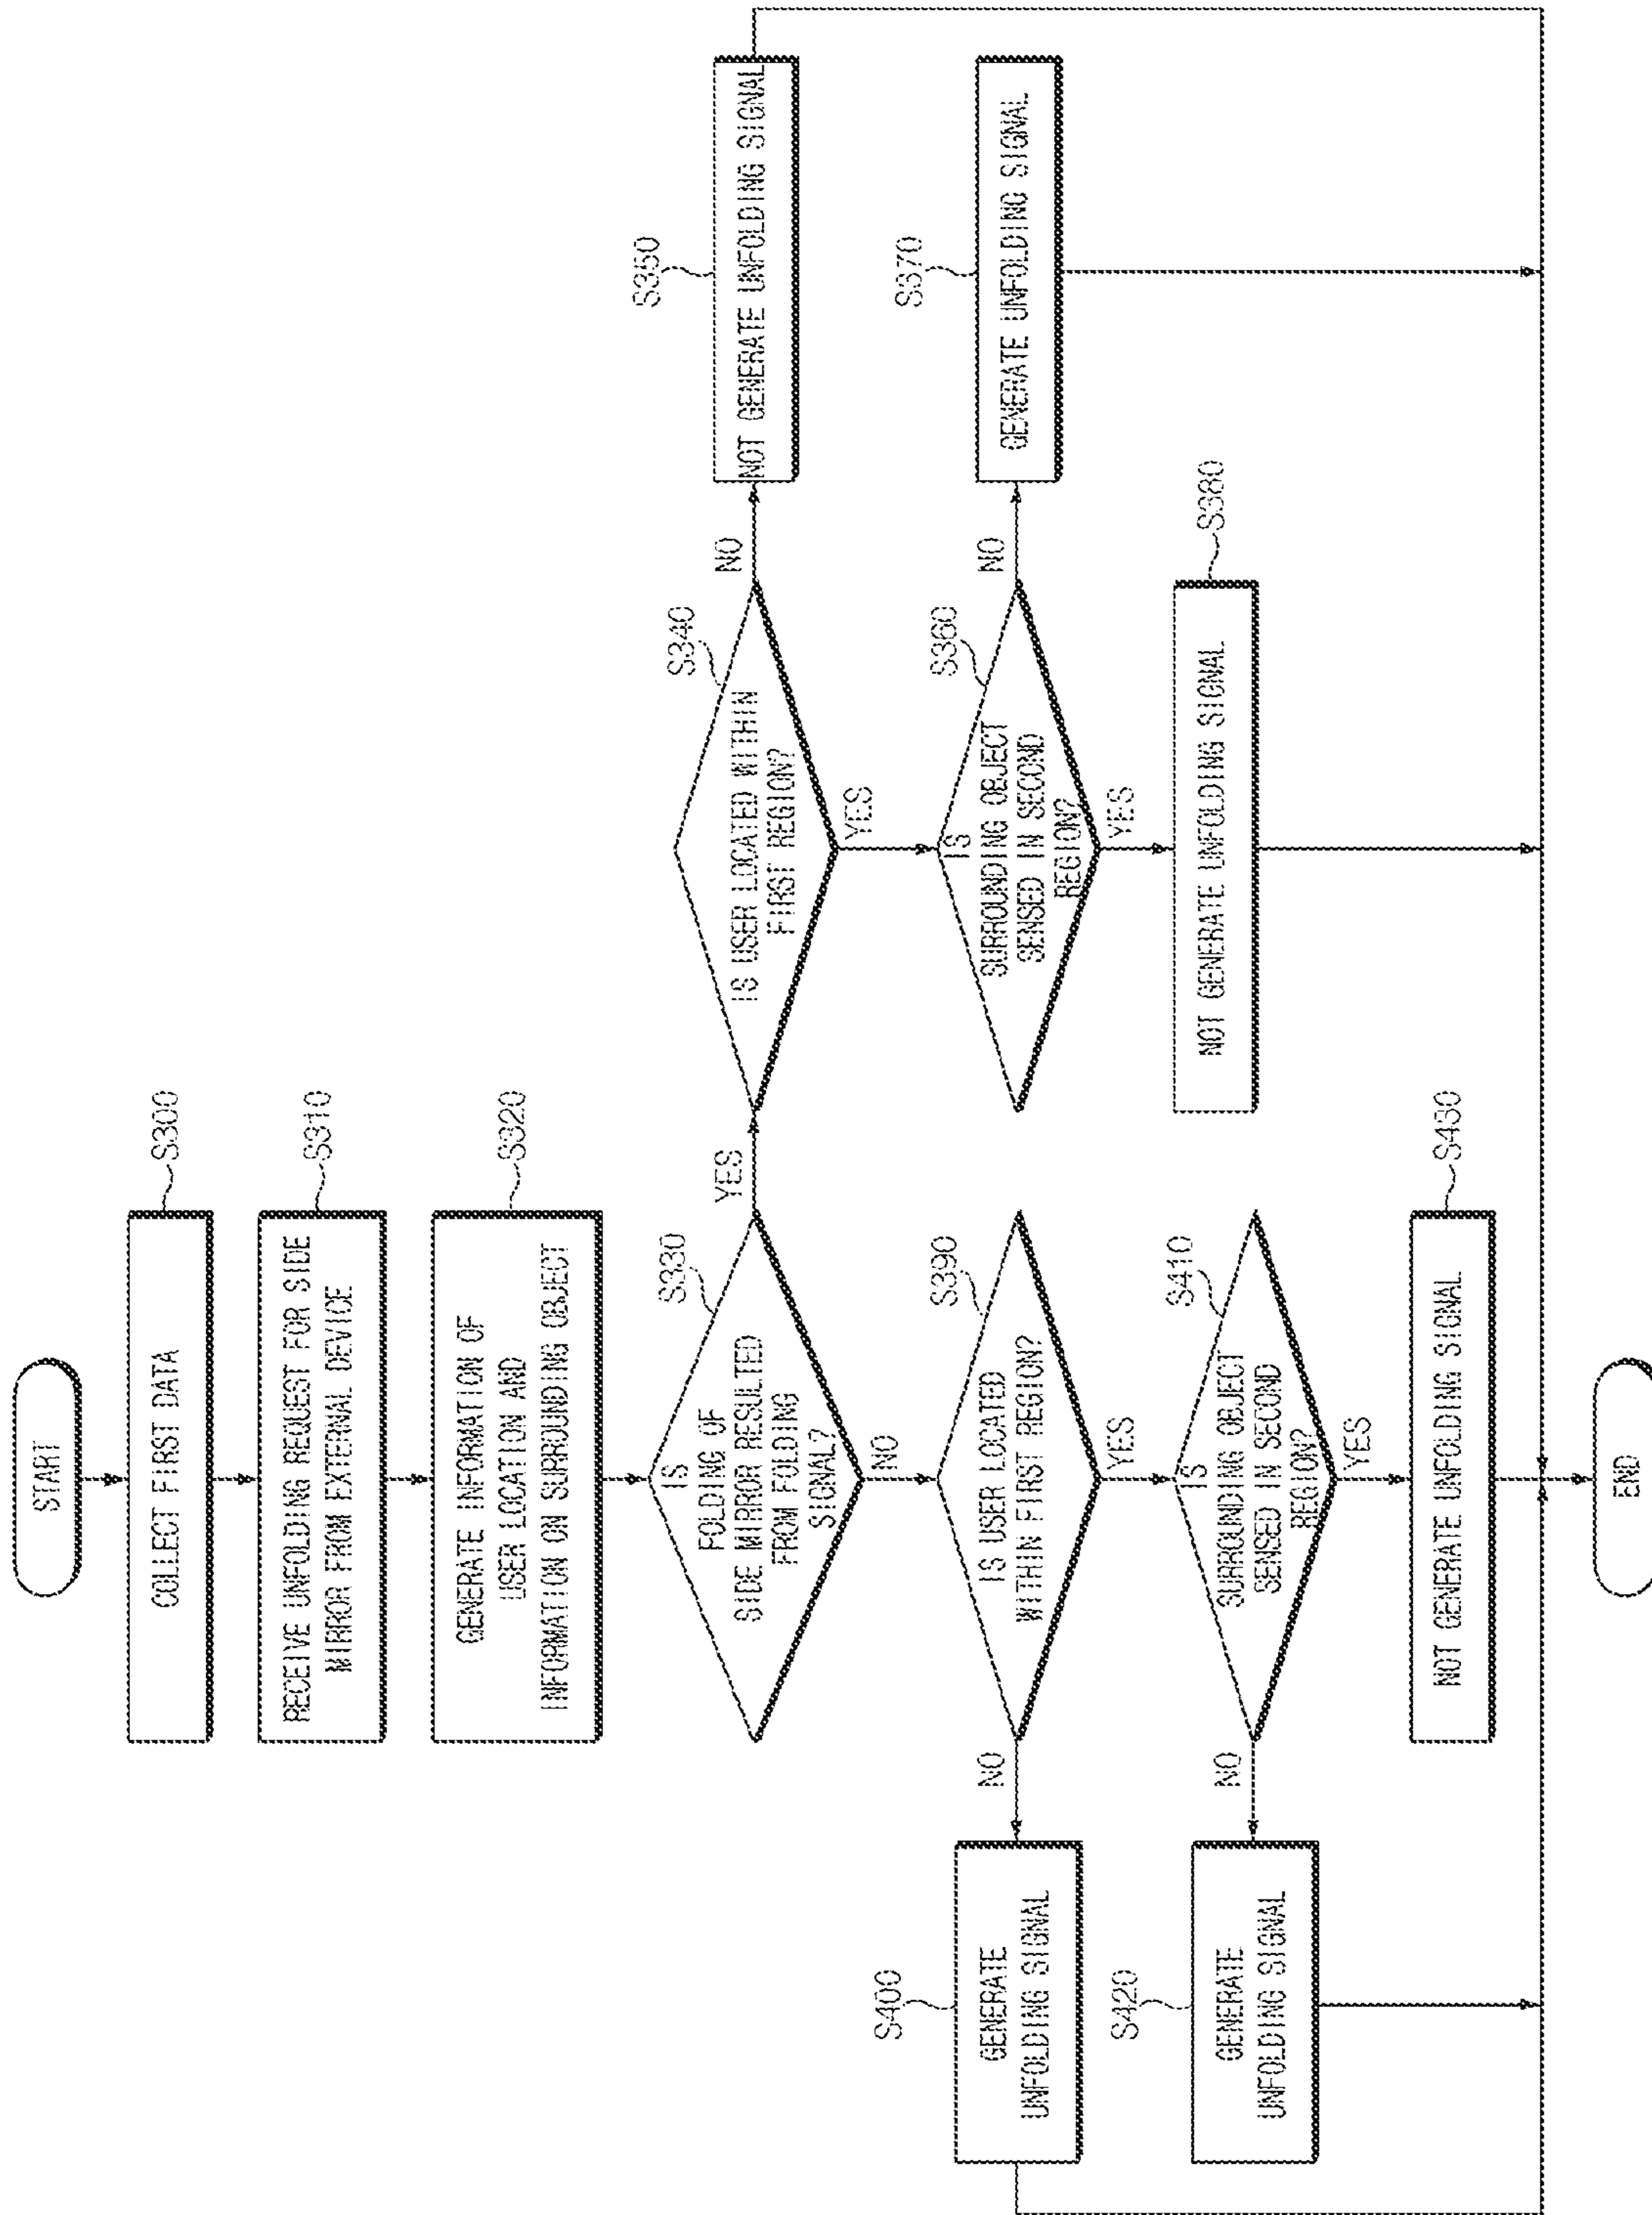 START
COLLECT FIRST DATA
S300
RECEIVE UNFOLDING REQUEST FOR SIDE
MIRROR FROM EXTERNAL DEVICE
S310
GENERATE INFORMATION OF
USER LOCATION AND
INFORMATION ON SURROUNDING OBJECT
S320
IS
FOLDING OF
SIDE MIRROR RESULTED
FROM FOLDING
SIGNAL?
S330
YES
NO
IS USER LOCATED WITHIN
FIRST REGION?
S340
NO
YES
NOT GENERATE UNFOLDING SIGNAL
S350
IS
SURROUNDING OBJECT
SENSED IN SECOND
REGION?
S360
NO
YES
GENERATE UNFOLDING SIGNAL
S370
NOT GENERATE UNFOLDING SIGNAL
S380
IS USER LOCATED
WITHIN FIRST REGION?
S390
NO
YES
GENERATE
UNFOLDING SIGNAL
S400
IS
SURROUNDING OBJECT
SENSED IN SECOND
REGION?
S410
NO
YES
GENERATE
UNFOLDING SIGNAL
S420
NOT GENERATE UNFOLDING SIGNAL
S430
END